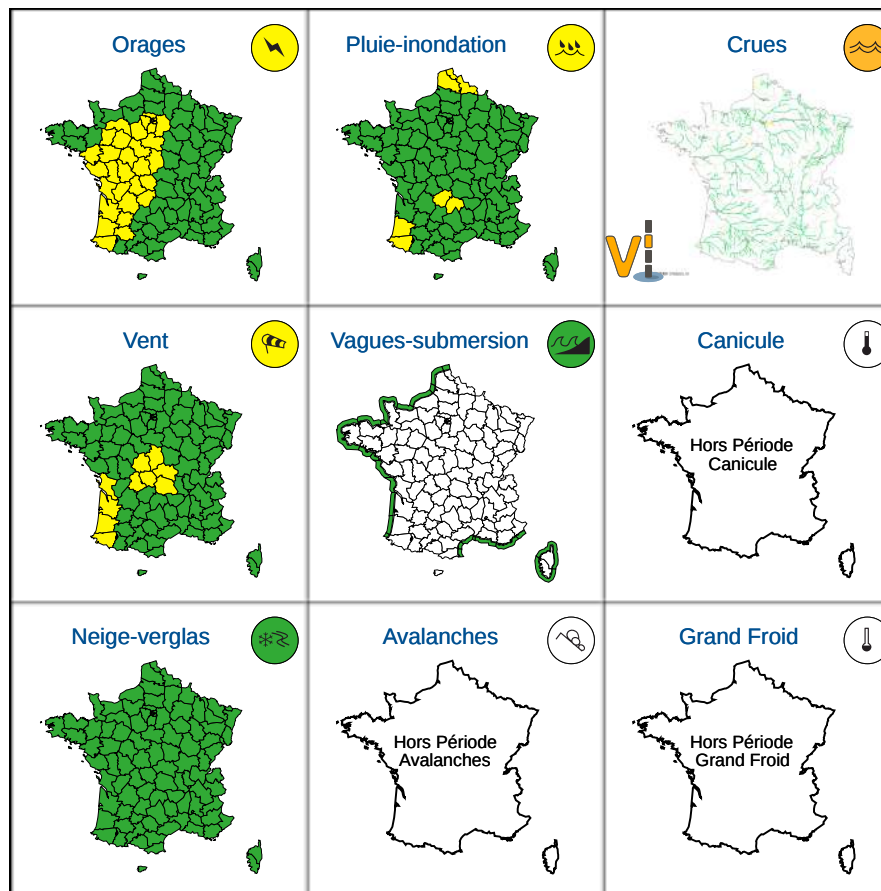 Orages
Pluie-inondation
Crues
Vi
Vent
Vagues-submersion
Canicule
Hors Période
Canicule
Neige-verglas
Avalanches
Grand Froid
Hors Période
Avalanches
Hors Période
Grand Froid